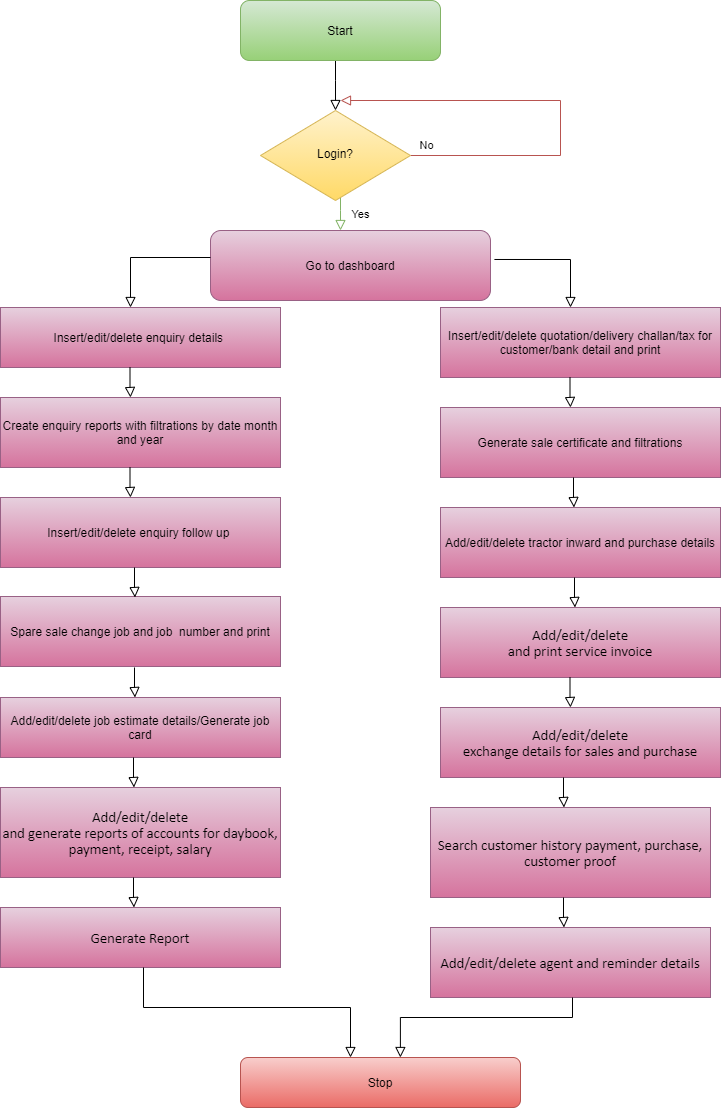 Start
Login?
No
Yes
Go to dashboard
Insert/edit/delete enquiry details
Create enquiry reports with filtrations by date month
and year
Insert/edit/delete enquiry follow up
Spare sale change job and job  number and print
Add/edit/delete job estimate details/Generate job
card
Add/edit/delete
and generate reports of accounts for daybook,
payment, receipt, salary
Generate Report
Insert/edit/delete quotation/delivery challan/tax for
customer/bank detail and print
Generate sale certificate and filtrations
Add/edit/delete tractor inward and purchase details
Add/edit/delete
and print service invoice
Add/edit/delete
exchange details for sales and purchase
Search customer history payment, purchase,
customer proof
Add/edit/delete agent and reminder details
Stop